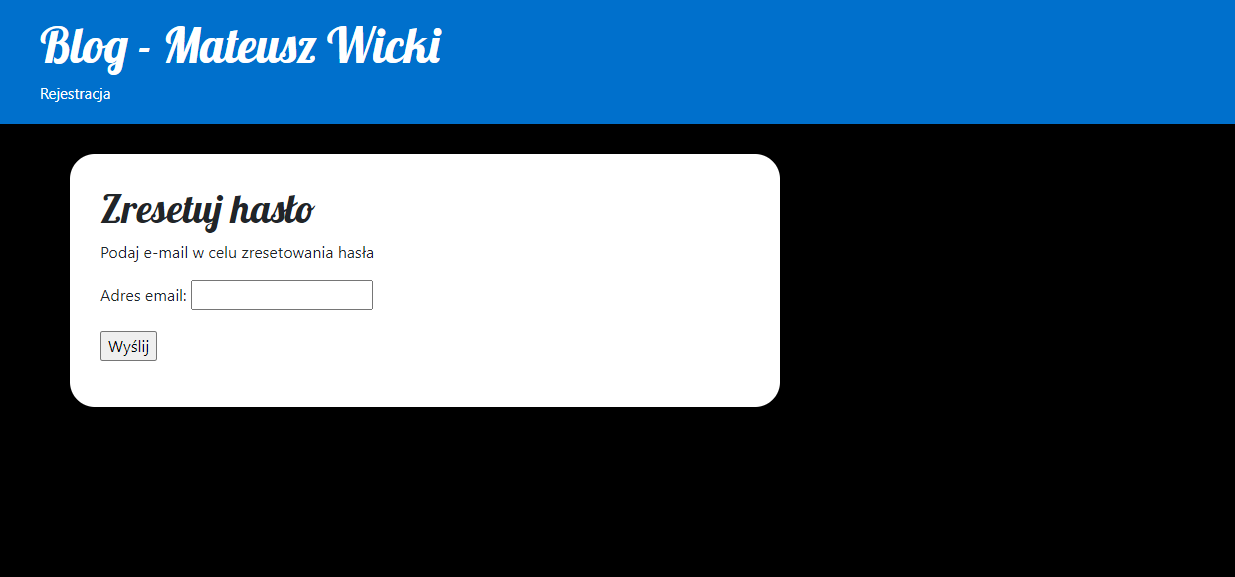 Blog - Mateusz Wicki
Rejestracja
Zresetuj hasło
Podaj e-mail w celu zresetowania hasła
Adres email:
Wyślij